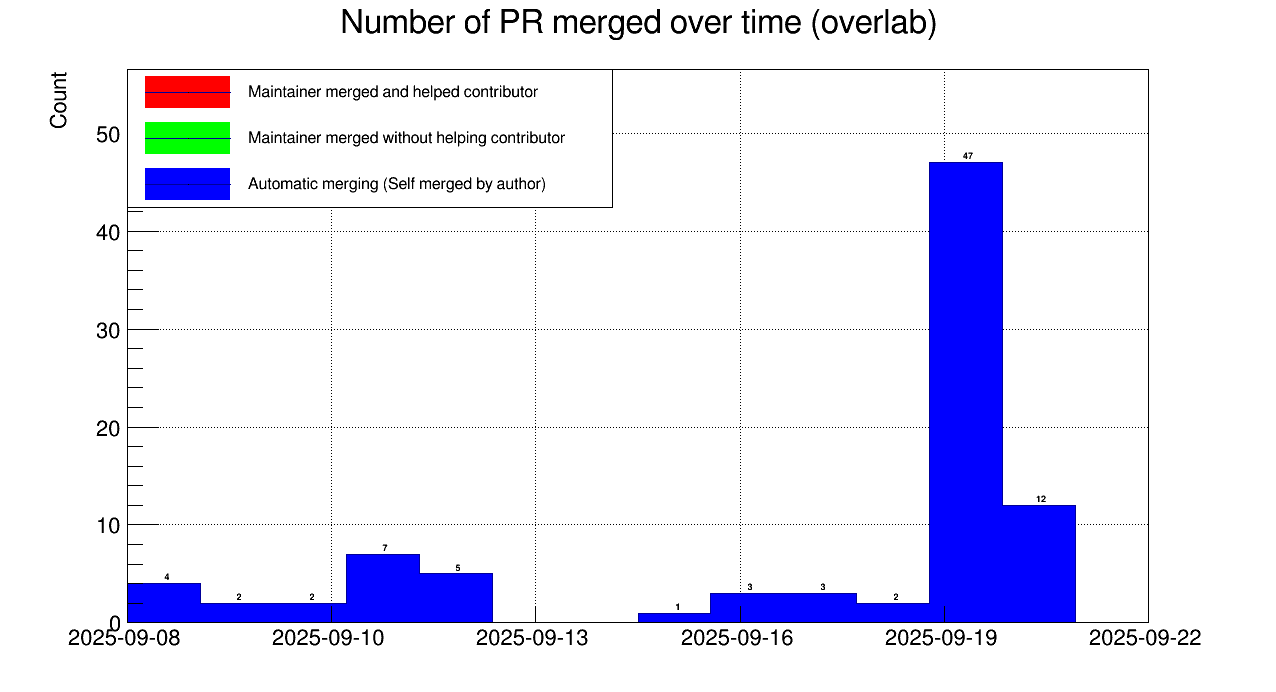 Number of PR merged over time (overlab)
Count
Maintainer merged and helped contributor
Maintainer merged without helping contributor
Automatic merging (Self merged by author)
50
40
30
20
10
0
47
12
7
5
4
2
2
1
3
3
2
2025-09-08 2025-09-10 2025-09-13 2025-09-16 2025-09-19 2025-09-22